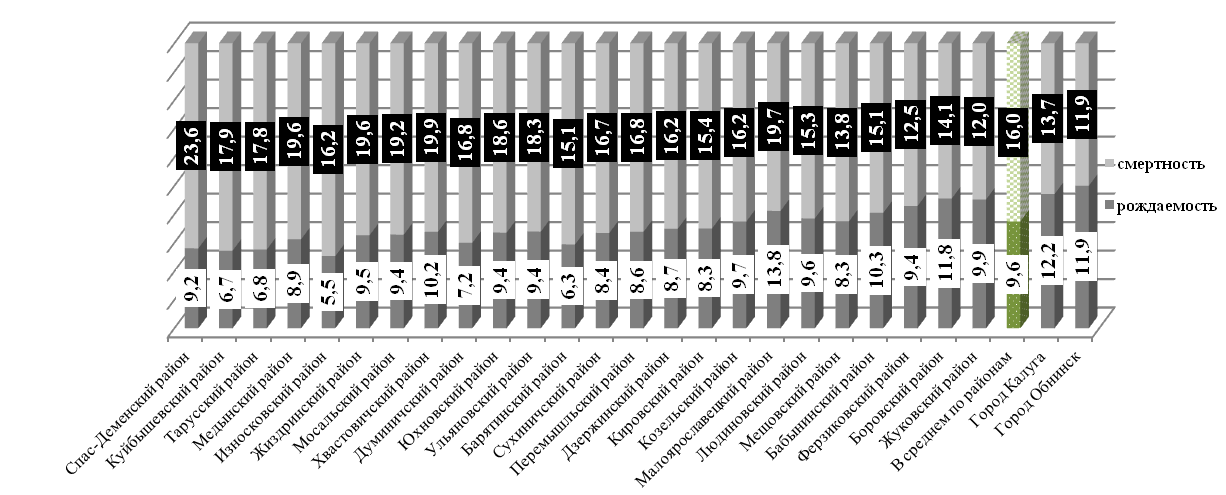 23,6 17,9 17,8 19,6 16,2 19,6 19,2 19,9 16,8 18,6 18,3 15,1 16,7 16,8 16,2 15,4 16,2 19,7 15,3 13,8 15,1 12,5 14,1 12,0 16,0 13,7 11,9
смертность
рождаемость
9,2 6,7 6,8 8,9 5,5 9,5 9,4 10,2 7,2 9,4 9,4 6,3 8,4 8,6 8,7 8,3 9,7 13,8 9,6 8,3 10,3 9,4 11,8 9,9 9,6 12,2 11,9
Спас-Деменский район
Куйбышевский район
Тарусский район
Медынский район
Износковский район
Жиздринский район
Мосальский район
Хвастовичский район
Думиничский район
Юхновский район
Ульяновский район
Барятинский район
Сухиничский район
Перемышльский район
Дзержинский район
Кировский район
Козельский район
Малоярославецкий район
Людиновский район
Мещовский район
Бабынинский район
Ферзиковский район
Боровский район
Жуковский район
В среднем по районам
Город Калуга
Город Обнинск